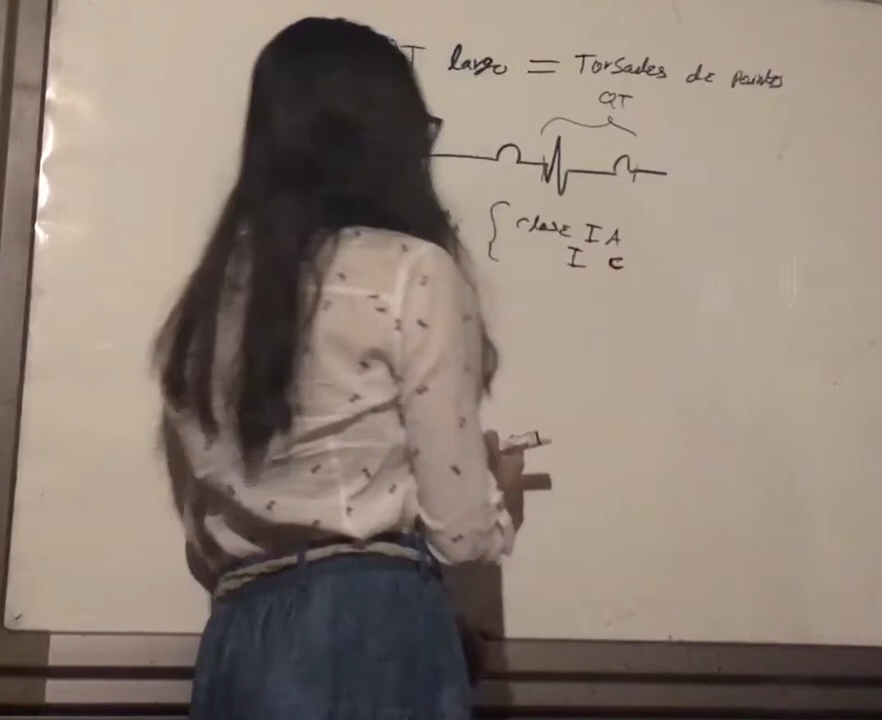 T largo = Torsades de pointes
QT
clase I A
I C